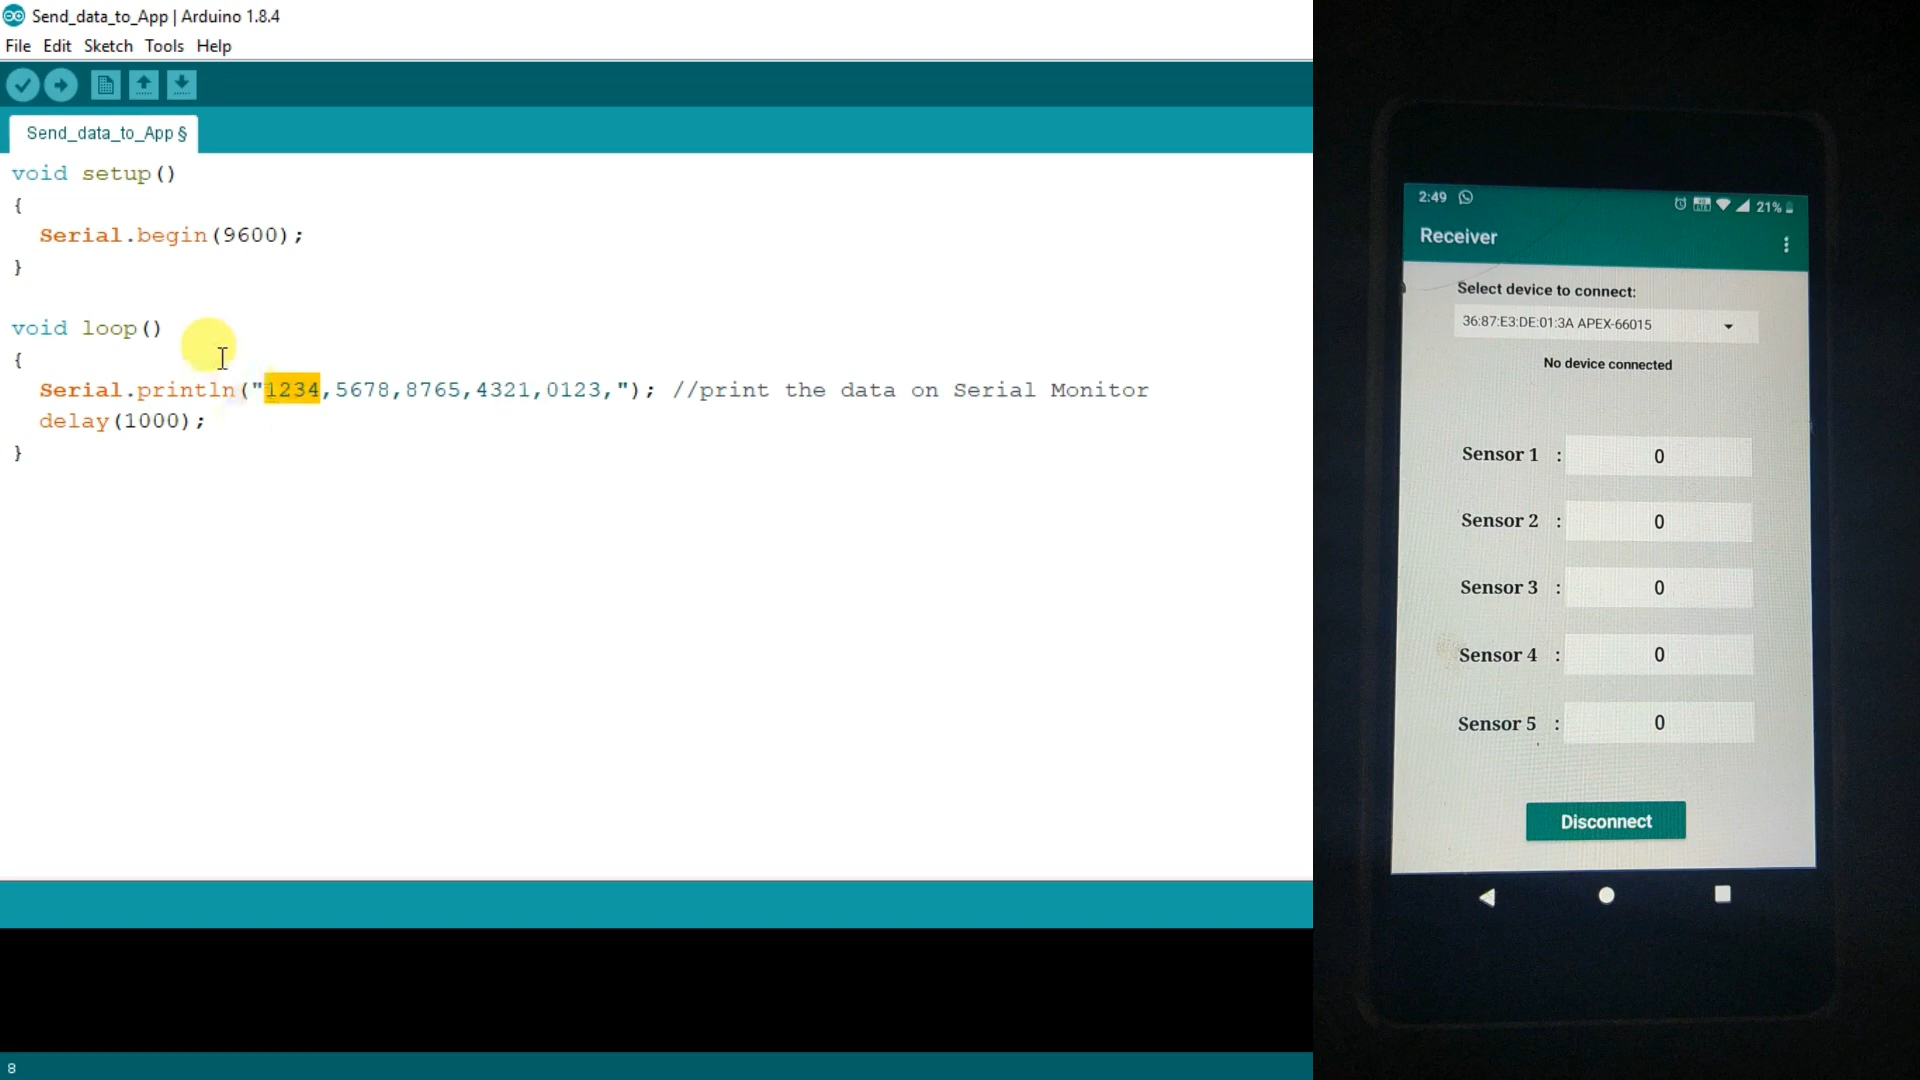 Send_data_to_App | Arduino 1.8.4
File Edit Sketch Tools Help
Send_data_to_App §
void setup()
{
Serial.begin(9600);
}
void loop()
{
Serial.println("1234,5678,8765,4321,0123,"); //print the data on Serial Monitor
delay(1000);
}
8
2:49
21%
Receiver
Select device to connect:
36:87:E3:DE:01:3A APEX-66015
No device connected
Sensor 1 : 0
Sensor 2 : 0
Sensor 3 : 0
Sensor 4 : 0
Sensor 5 : 0
Disconnect